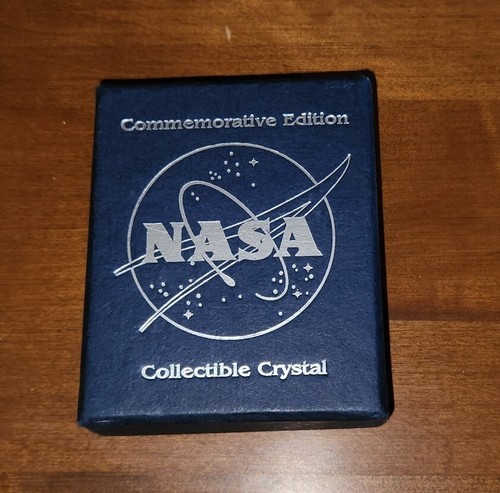 Commemorative Edition
NASA
Collectible Crystal